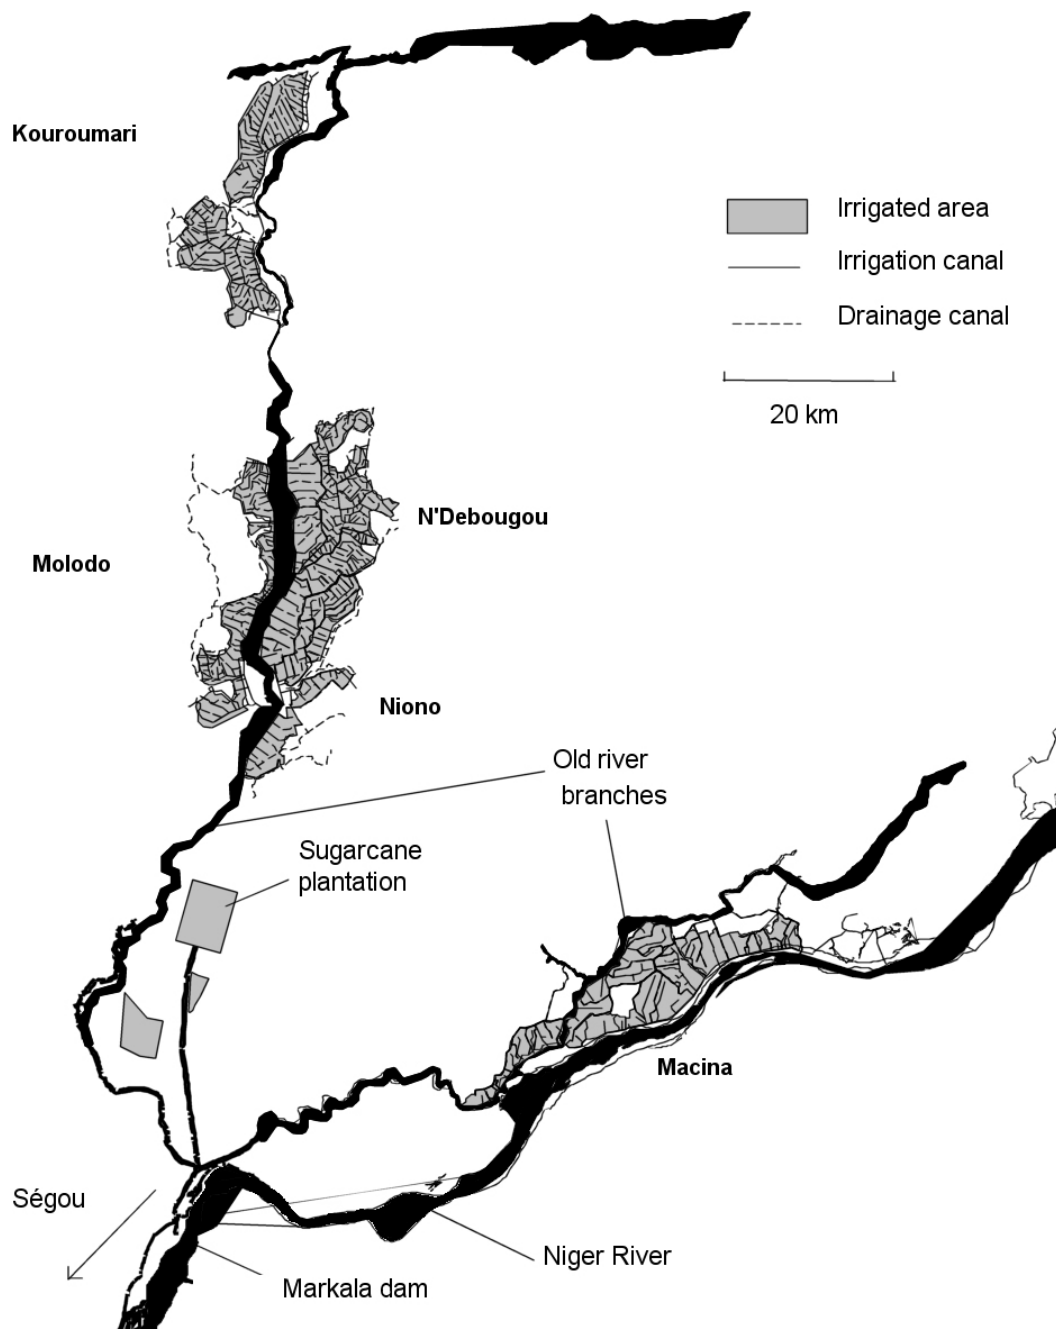 Kouroumari
Irrigated area
Irrigation canal
Drainage canal
20 km
N'Debougou
Molodo
Niono
Old river
branches
Sugarcane
plantation
Macina
Ségou
Niger River
Markala dam